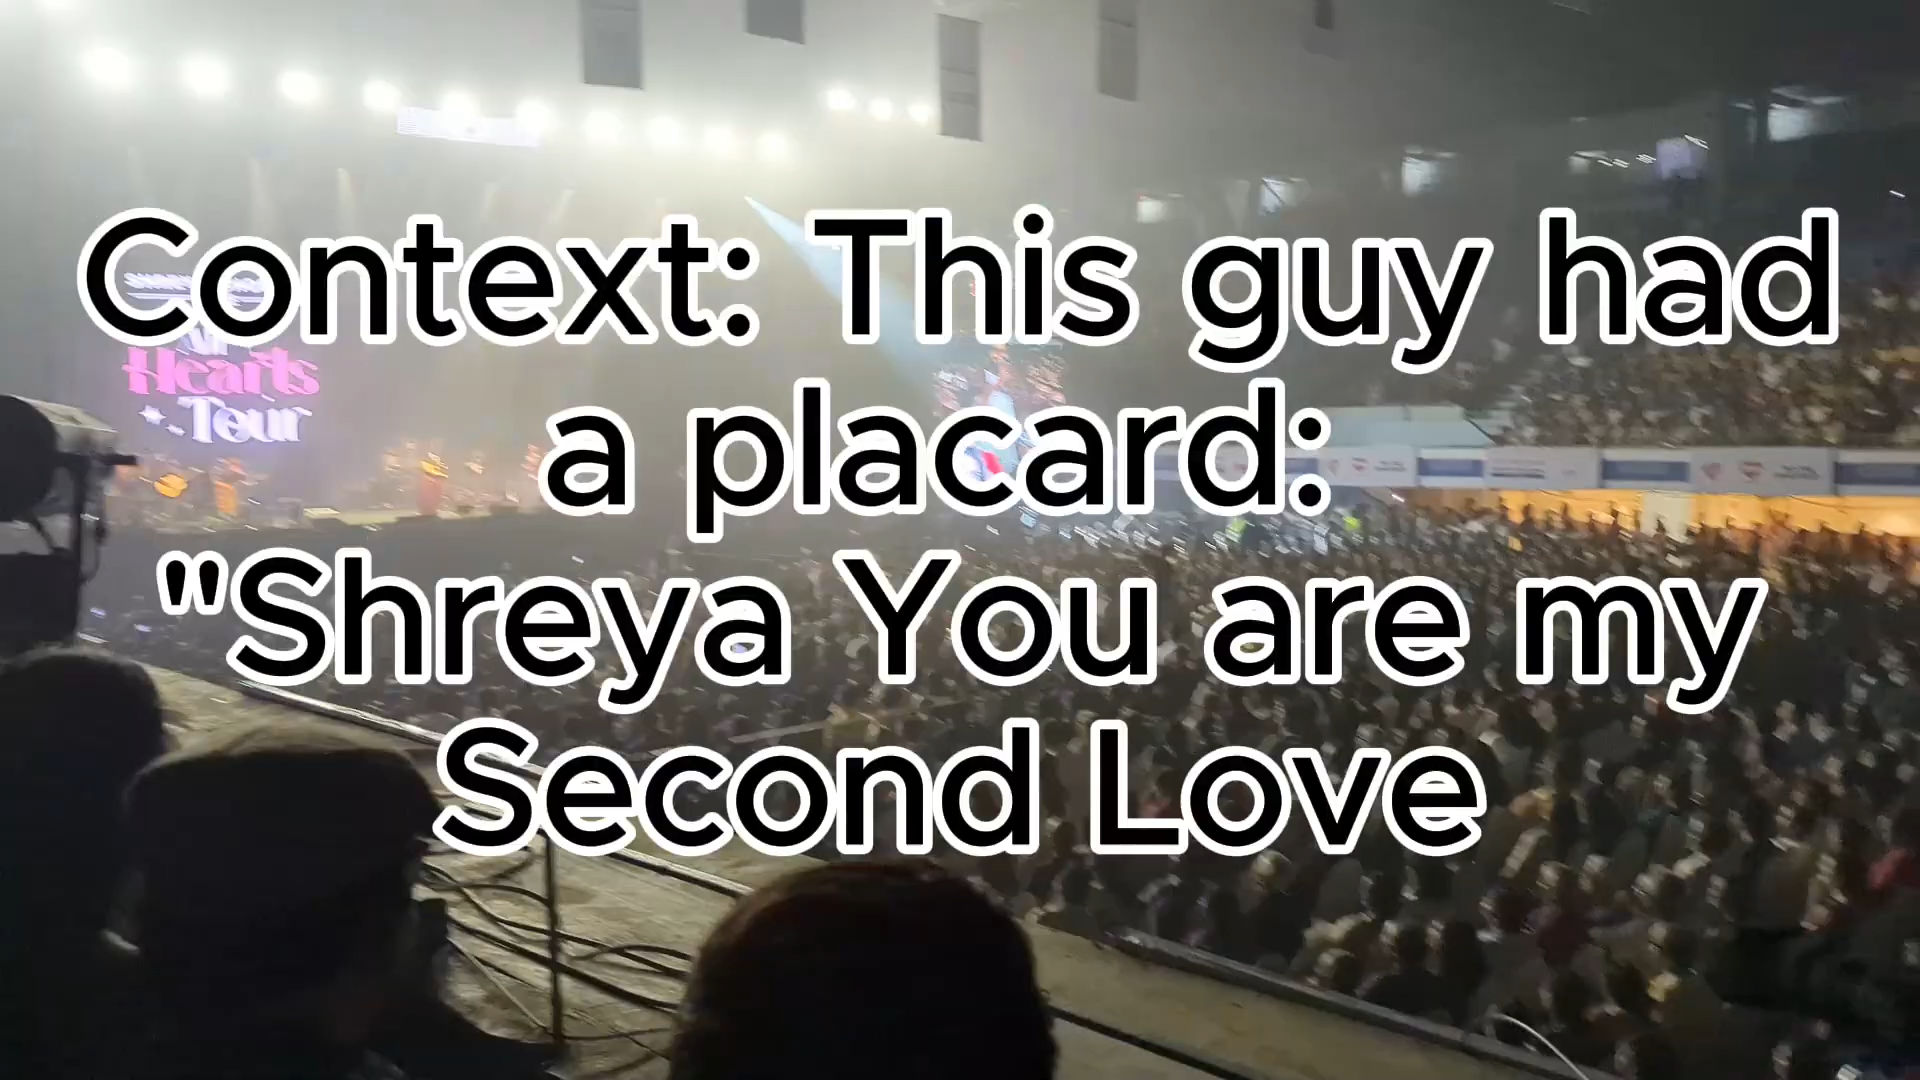 Context: This guy had
a placard:
"Shreya You are my
Second Love
Hearts
Tour